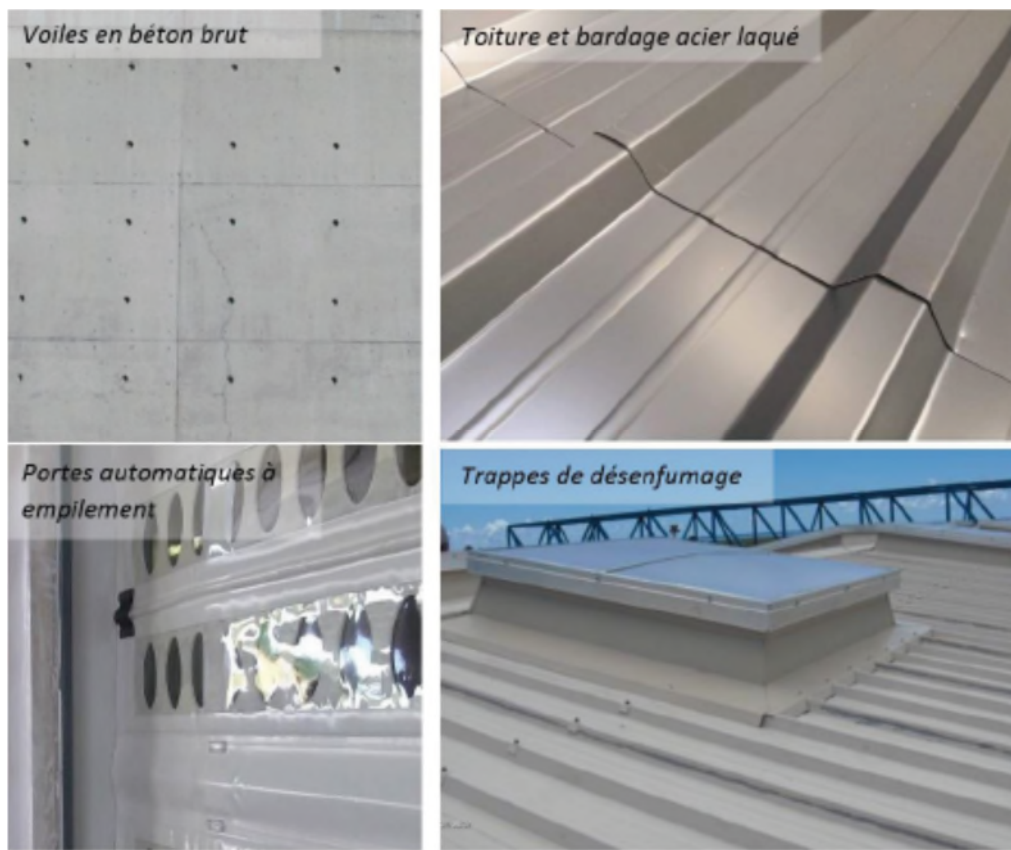 Voiles en béton brut
Toiture et bardage acier laqué
Portes automatiques à
empilement
Trappes de désenfumage